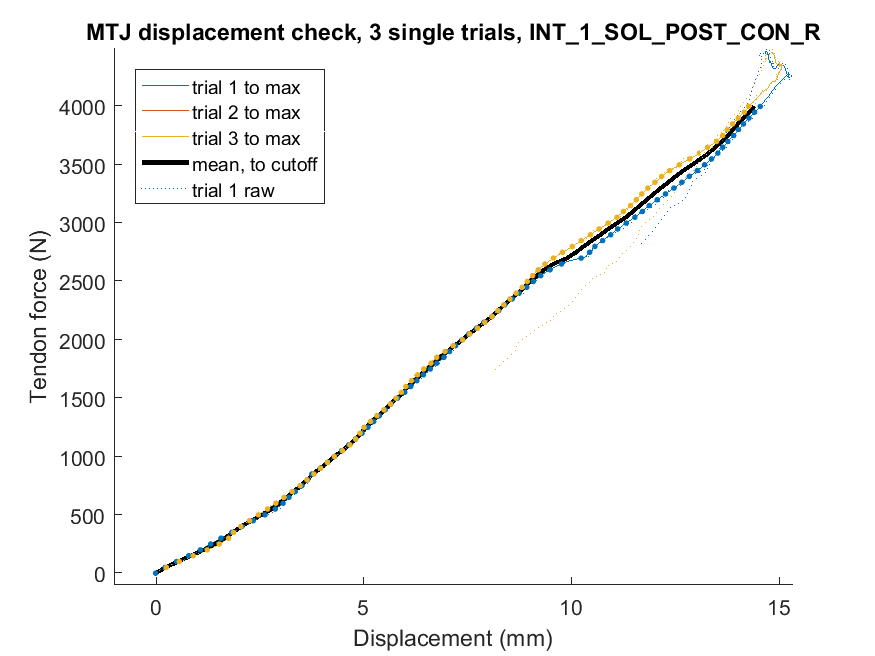 MTJ displacement check, 3 single trials, INT_1_SOL_POST_CON_R
trial 1 to max
trial 2 to max
trial 3 to max
mean, to cutoff
trial 1 raw
4000
3500
3000
2500
2000
1500
1000
500
0
Tendon force (N)
0 5 10 15
Displacement (mm)